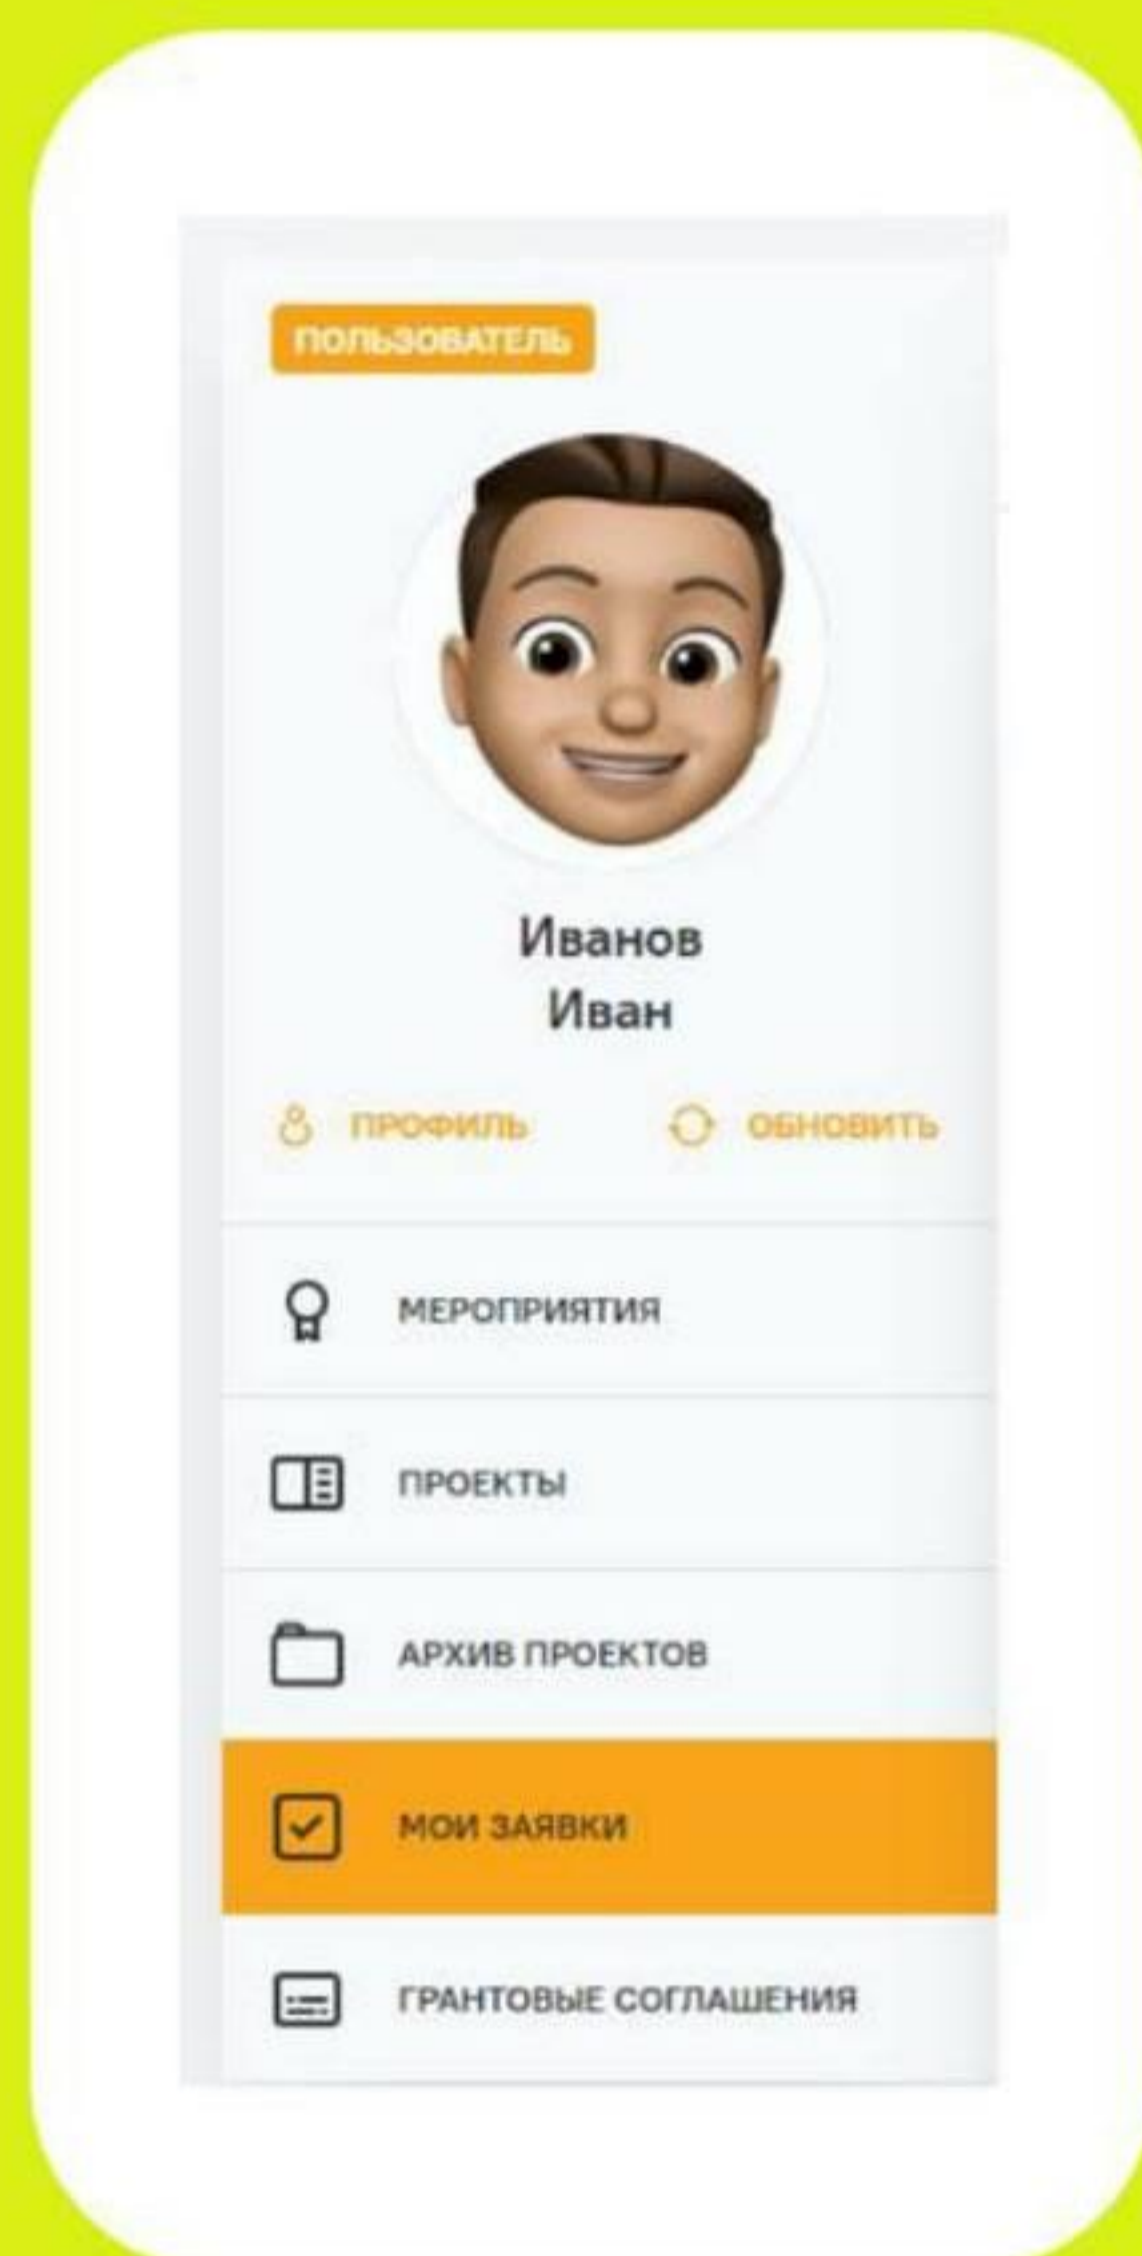 ПОЛЬЗОВАТЕЛЬ
Иванов
Иван
ПРОФИЛЬ
ОБНОВИТЬ
МЕРОПРИЯТИЯ
ПРОЕКТЫ
АРХИВ ПРОЕКТОВ
МОИ ЗАЯВКИ
ГРАНТОВЫЕ СОГЛАШЕНИЯ